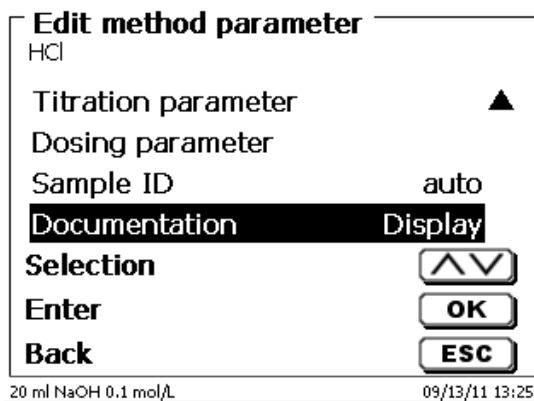 Edit method parameter
HCl
Titration parameter
Dosing parameter
Sample ID auto
Documentation Display
Selection
Enter OK
Back ESC
20 ml NaOH 0.1 mol/L 09/13/11 13:25